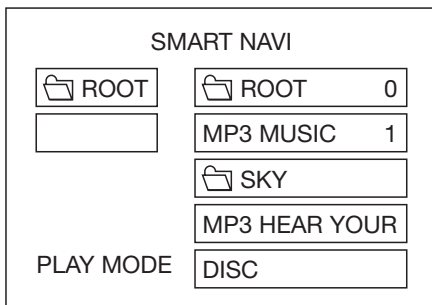 SMART NAVI
ROOT ROOT 0
MP3 MUSIC 1
SKY
MP3 HEAR YOUR
PLAY MODE DISC